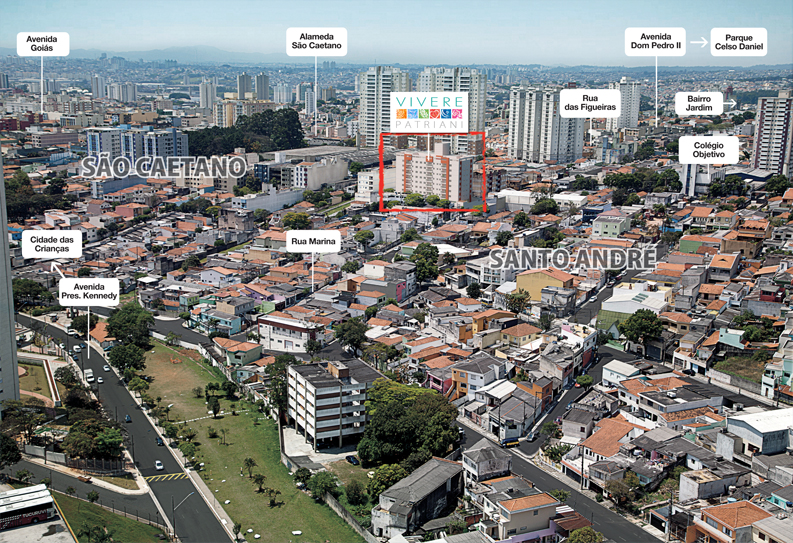 Avenida
Goiás
Alameda
São Caetano
Avenida
Dom Pedro II
Parque
Celso Daniel
VIVERE
PATRIANI
Rua
das Figueiras
Bairro
Jardim
Colégio
Objetivo
SÃO CAETANO
Cidade das
Crianças
Rua Marina
SANTO ANDRÉ
Avenida
Pres. Kennedy
TUCURUVI